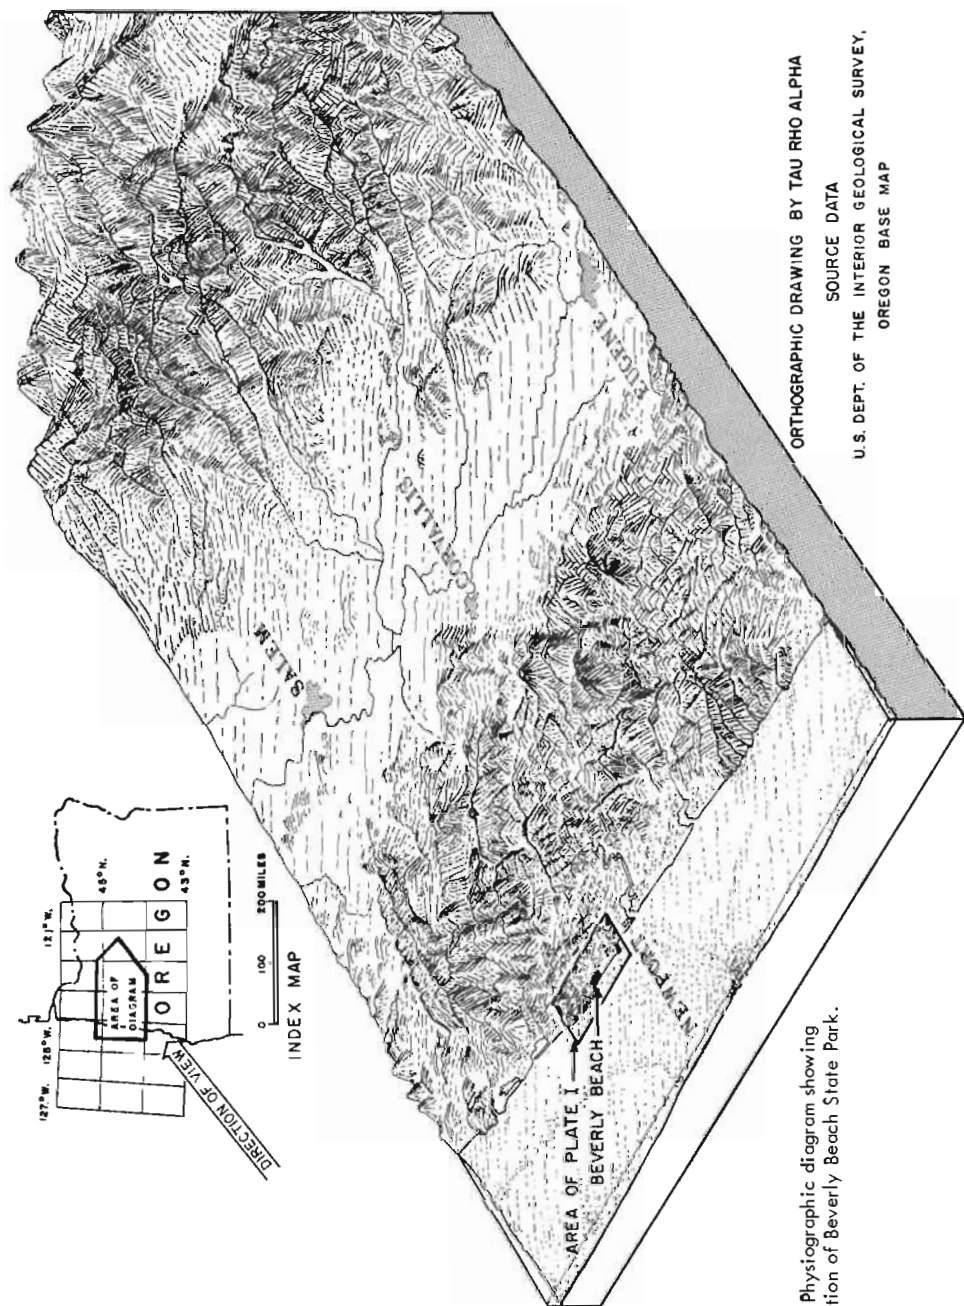 127° W.
125° W.
121° W.
45° N.
43° N.
AREA OF
DIAGRAM
OREGON
DIRECTION OF VIEW
0 100 200 MILES
INDEX MAP
SALEM
CORVALLIS
EUGENE
NEWPORT
AREA OF PLATE I
BEVERLY BEACH
ORTHOGRAPHIC DRAWING BY TAU RHO ALPHA
SOURCE DATA
U.S. DEPT. OF THE INTERIOR GEOLOGICAL SURVEY,
OREGON BASE MAP
Physiographic diagram showing
tion of Beverly Beach State Park.